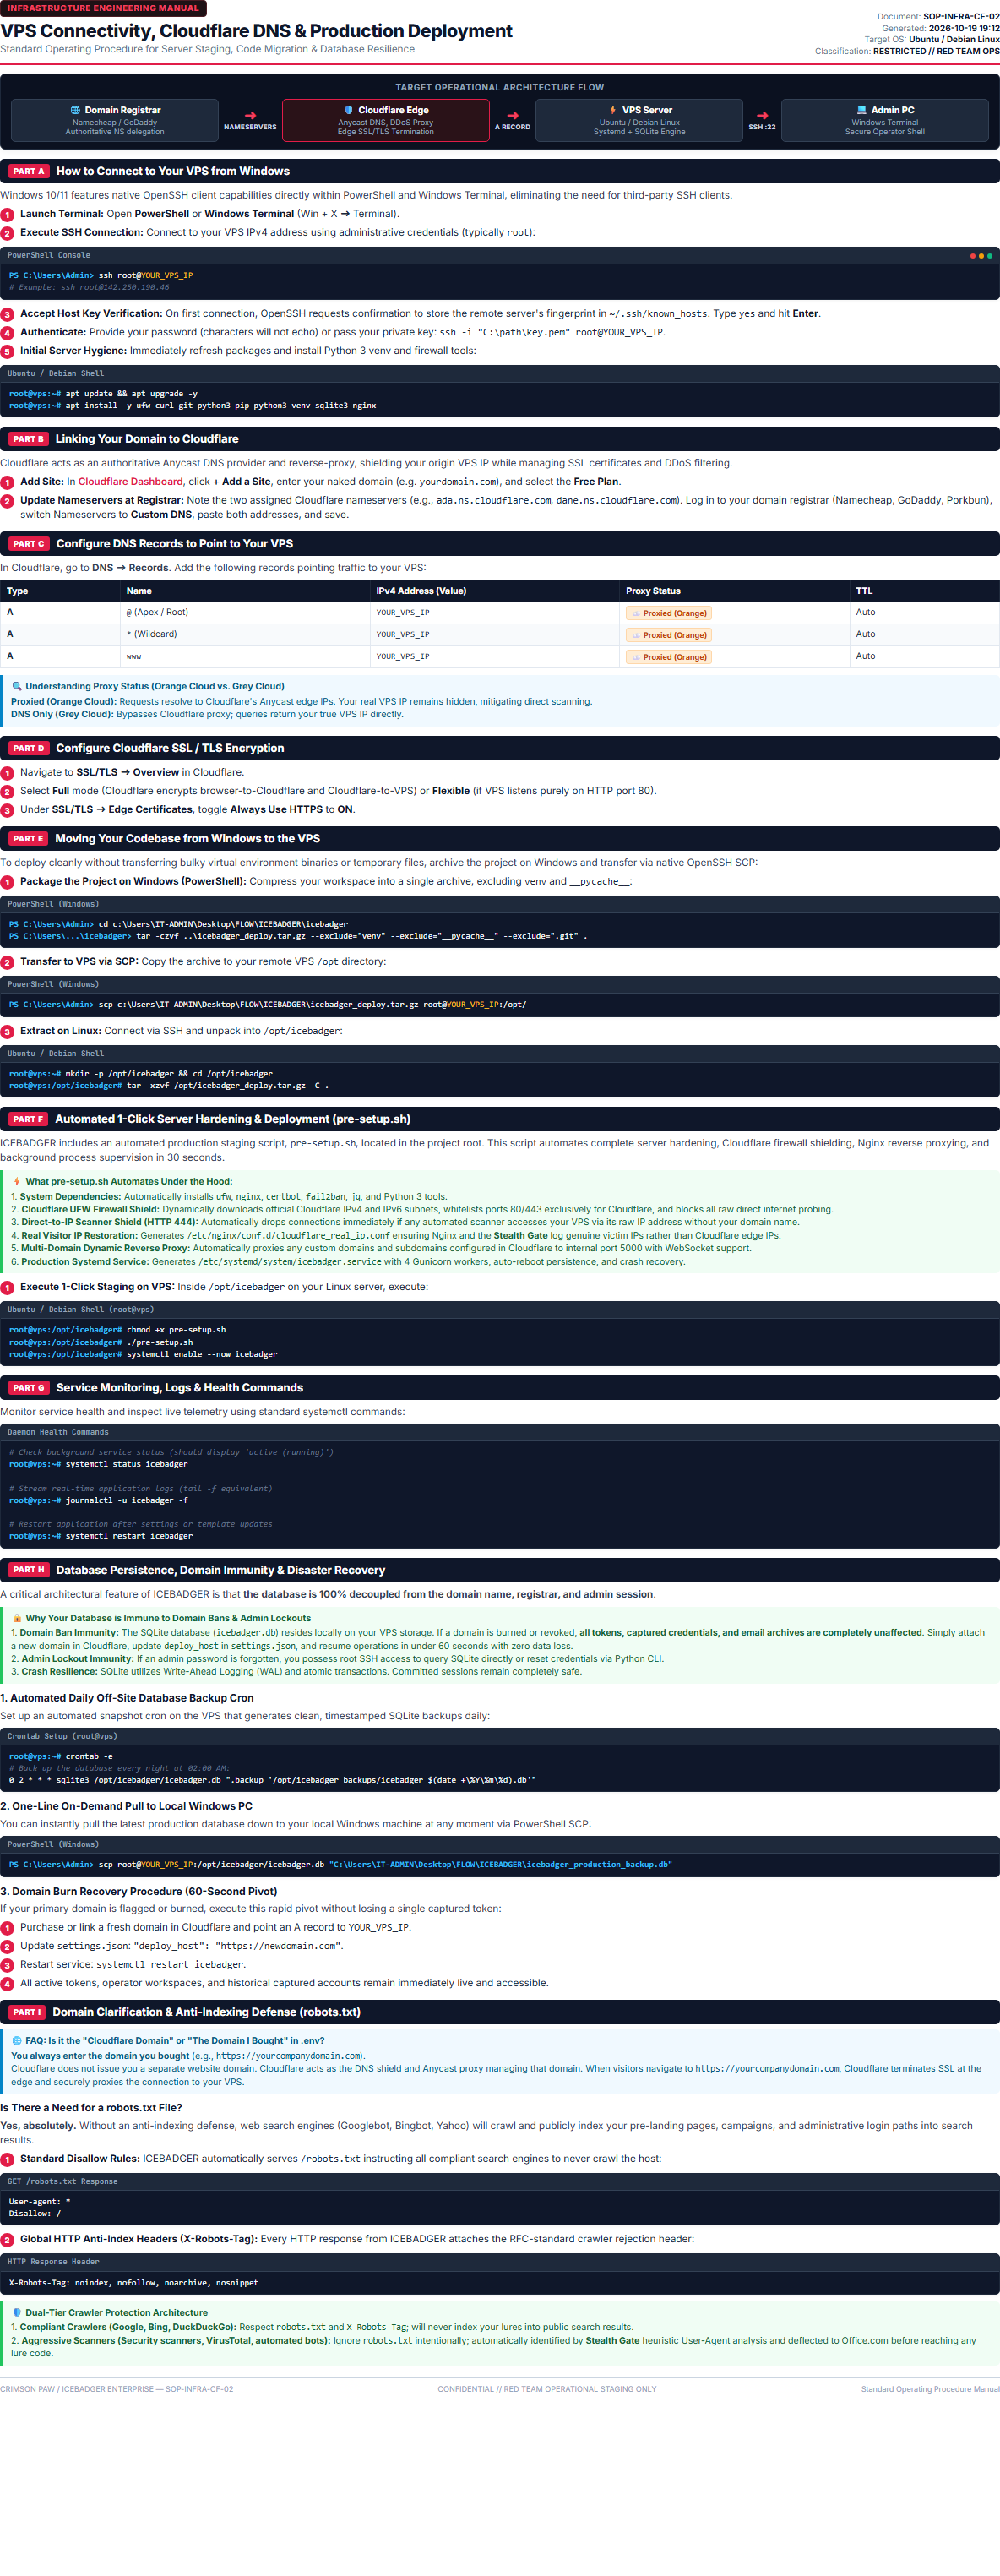 INFRASTRUCTURE ENGINEERING MANUAL
VPS Connectivity, Cloudflare DNS & Production Deployment
Standard Operating Procedure for Server Staging, Code Migration & Database Resilience
Document: SOP-INFRA-CF-02
Generated: 2026-10-19 19:12
Target OS: Ubuntu / Debian Linux
Classification: RESTRICTED // RED TEAM OPS
TARGET OPERATIONAL ARCHITECTURE FLOW
🌐 Domain Registrar
Namecheap / GoDaddy
Authoritative NS delegation
➔
NAMESERVERS
🛡️ Cloudflare Edge
Anycast DNS, DDoS Proxy
Edge SSL/TLS Termination
➔
A RECORD
⚡ VPS Server
Ubuntu / Debian Linux
Systemd + SQLite Engine
➔
SSH :22
💻 Admin PC
Windows Terminal
Secure Operator Shell
PART A How to Connect to Your VPS from Windows
Windows 10/11 features native OpenSSH client capabilities directly within PowerShell and Windows Terminal, eliminating the need for third-party SSH clients.
1 Launch Terminal: Open PowerShell or Windows Terminal (Win + X ➔ Terminal).
2 Execute SSH Connection: Connect to your VPS IPv4 address using administrative credentials (typically root):
PowerShell Console
PS C:\Users\Admin> ssh root@YOUR_VPS_IP
# Example: ssh root@142.250.190.46
3 Accept Host Key Verification: On first connection, OpenSSH requests confirmation to store the remote server's fingerprint in ~/.ssh/known_hosts. Type yes and hit Enter.
4 Authenticate: Provide your password (characters will not echo) or pass your private key: ssh -i "C:\path\key.pem" root@YOUR_VPS_IP.
5 Initial Server Hygiene: Immediately refresh packages and install Python 3 venv and firewall tools:
Ubuntu / Debian Shell
root@vps:~# apt update && apt upgrade -y
root@vps:~# apt install -y ufw curl git python3-pip python3-venv sqlite3 nginx
PART B Linking Your Domain to Cloudflare
Cloudflare acts as an authoritative Anycast DNS provider and reverse-proxy, shielding your origin VPS IP while managing SSL certificates and DDoS filtering.
1 Add Site: In Cloudflare Dashboard, click + Add a Site, enter your naked domain (e.g. yourdomain.com), and select the Free Plan.
2 Update Nameservers at Registrar: Note the two assigned Cloudflare nameservers (e.g., ada.ns.cloudflare.com, dane.ns.cloudflare.com). Log in to your domain registrar (Namecheap, GoDaddy, Porkbun),
switch Nameservers to Custom DNS, paste both addresses, and save.
PART C Configure DNS Records to Point to Your VPS
In Cloudflare, go to DNS ➔ Records. Add the following records pointing traffic to your VPS:
Type Name IPv4 Address (Value) Proxy Status TTL
A @ (Apex / Root) YOUR_VPS_IP ☁️ Proxied (Orange) Auto
A * (Wildcard) YOUR_VPS_IP ☁️ Proxied (Orange) Auto
A www YOUR_VPS_IP ☁️ Proxied (Orange) Auto
🔍 Understanding Proxy Status (Orange Cloud vs. Grey Cloud)
Proxied (Orange Cloud): Requests resolve to Cloudflare's Anycast edge IPs. Your real VPS IP remains hidden, mitigating direct scanning.
DNS Only (Grey Cloud): Bypasses Cloudflare proxy; queries return your true VPS IP directly.
PART D Configure Cloudflare SSL / TLS Encryption
1 Navigate to SSL/TLS ➔ Overview in Cloudflare.
2 Select Full mode (Cloudflare encrypts browser-to-Cloudflare and Cloudflare-to-VPS) or Flexible (if VPS listens purely on HTTP port 80).
3 Under SSL/TLS ➔ Edge Certificates, toggle Always Use HTTPS to ON.
PART E Moving Your Codebase from Windows to the VPS
To deploy cleanly without transferring bulky virtual environment binaries or temporary files, archive the project on Windows and transfer via native OpenSSH SCP:
1 Package the Project on Windows (PowerShell): Compress your workspace into a single archive, excluding venv and __pycache__:
PowerShell (Windows)
PS C:\Users\Admin> cd c:\Users\IT-ADMIN\Desktop\FLOW\ICEBADGER\icebadger
PS C:\Users\...\icebadger> tar -czvf ..\icebadger_deploy.tar.gz --exclude="venv" --exclude="__pycache__" --exclude=".git" .
2 Transfer to VPS via SCP: Copy the archive to your remote VPS /opt directory:
PowerShell (Windows)
PS C:\Users\Admin> scp c:\Users\IT-ADMIN\Desktop\FLOW\ICEBADGER\icebadger_deploy.tar.gz root@YOUR_VPS_IP:/opt/
3 Extract on Linux: Connect via SSH and unpack into /opt/icebadger:
Ubuntu / Debian Shell
root@vps:~# mkdir -p /opt/icebadger && cd /opt/icebadger
root@vps:/opt/icebadger# tar -xzvf /opt/icebadger_deploy.tar.gz -C .
PART F Automated 1-Click Server Hardening & Deployment (pre-setup.sh)
ICEBADGER includes an automated production staging script, pre-setup.sh, located in the project root. This script automates complete server hardening, Cloudflare firewall shielding, Nginx reverse proxying, and
background process supervision in 30 seconds.
⚡ What pre-setup.sh Automates Under the Hood:
1. System Dependencies: Automatically installs ufw, nginx, certbot, fail2ban, jq, and Python 3 tools.
2. Cloudflare UFW Firewall Shield: Dynamically downloads official Cloudflare IPv4 and IPv6 subnets, whitelists ports 80/443 exclusively for Cloudflare, and blocks all raw direct internet probing.
3. Direct-to-IP Scanner Shield (HTTP 444): Automatically drops connections immediately if any automated scanner accesses your VPS via its raw IP address without your domain name.
4. Real Visitor IP Restoration: Generates /etc/nginx/conf.d/cloudflare_real_ip.conf ensuring Nginx and the Stealth Gate log genuine victim IPs rather than Cloudflare edge IPs.
5. Multi-Domain Dynamic Reverse Proxy: Automatically proxies any custom domains and subdomains configured in Cloudflare to internal port 5000 with WebSocket support.
6. Production Systemd Service: Generates /etc/systemd/system/icebadger.service with 4 Gunicorn workers, auto-reboot persistence, and crash recovery.
1 Execute 1-Click Staging on VPS: Inside /opt/icebadger on your Linux server, execute:
Ubuntu / Debian Shell (root@vps)
root@vps:/opt/icebadger# chmod +x pre-setup.sh
root@vps:/opt/icebadger# ./pre-setup.sh
root@vps:/opt/icebadger# systemctl enable --now icebadger
PART G Service Monitoring, Logs & Health Commands
Monitor service health and inspect live telemetry using standard systemctl commands:
Daemon Health Commands
# Check background service status (should display 'active (running)')
root@vps:~# systemctl status icebadger
# Stream real-time application logs (tail -f equivalent)
root@vps:~# journalctl -u icebadger -f
# Restart application after settings or template updates
root@vps:~# systemctl restart icebadger
PART H Database Persistence, Domain Immunity & Disaster Recovery
A critical architectural feature of ICEBADGER is that the database is 100% decoupled from the domain name, registrar, and admin session.
🔒 Why Your Database is Immune to Domain Bans & Admin Lockouts
1. Domain Ban Immunity: The SQLite database (icebadger.db) resides locally on your VPS storage. If a domain is burned or revoked, all tokens, captured credentials, and email archives are completely unaffected. Simply attach
a new domain in Cloudflare, update deploy_host in settings.json, and resume operations in under 60 seconds with zero data loss.
2. Admin Lockout Immunity: If an admin password is forgotten, you possess root SSH access to query SQLite directly or reset credentials via Python CLI.
3. Crash Resilience: SQLite utilizes Write-Ahead Logging (WAL) and atomic transactions. Committed sessions remain completely safe.
1. Automated Daily Off-Site Database Backup Cron
Set up an automated snapshot cron on the VPS that generates clean, timestamped SQLite backups daily:
Crontab Setup (root@vps)
root@vps:~# crontab -e
# Back up the database every night at 02:00 AM:
0 2 * * * sqlite3 /opt/icebadger/icebadger.db ".backup '/opt/icebadger_backups/icebadger_$(date +\%Y\%m\%d).db'"
2. One-Line On-Demand Pull to Local Windows PC
You can instantly pull the latest production database down to your local Windows machine at any moment via PowerShell SCP:
PowerShell (Windows)
PS C:\Users\Admin> scp root@YOUR_VPS_IP:/opt/icebadger/icebadger.db "C:\Users\IT-ADMIN\Desktop\FLOW\ICEBADGER\icebadger_production_backup.db"
3. Domain Burn Recovery Procedure (60-Second Pivot)
If your primary domain is flagged or burned, execute this rapid pivot without losing a single captured token:
1 Purchase or link a fresh domain in Cloudflare and point an A record to YOUR_VPS_IP.
2 Update settings.json: "deploy_host": "https://newdomain.com".
3 Restart service: systemctl restart icebadger.
4 All active tokens, operator workspaces, and historical captured accounts remain immediately live and accessible.
PART I Domain Clarification & Anti-Indexing Defense (robots.txt)
🌐 FAQ: Is it the "Cloudflare Domain" or "The Domain I Bought" in .env?
You always enter the domain you bought (e.g., https://yourcompanydomain.com).
Cloudflare does not issue you a separate website domain. Cloudflare acts as the DNS shield and Anycast proxy managing that domain. When visitors navigate to https://yourcompanydomain.com, Cloudflare terminates SSL at the
edge and securely proxies the connection to your VPS.
Is There a Need for a robots.txt File?
Yes, absolutely. Without an anti-indexing defense, web search engines (Googlebot, Bingbot, Yahoo) will crawl and publicly index your pre-landing pages, campaigns, and administrative login paths into search
results.
1 Standard Disallow Rules: ICEBADGER automatically serves /robots.txt instructing all compliant search engines to never crawl the host:
GET /robots.txt Response
User-agent: *
Disallow: /
2 Global HTTP Anti-Index Headers (X-Robots-Tag): Every HTTP response from ICEBADGER attaches the RFC-standard crawler rejection header:
HTTP Response Header
X-Robots-Tag: noindex, nofollow, noarchive, nosnippet
🛡️ Dual-Tier Crawler Protection Architecture
1. Compliant Crawlers (Google, Bing, DuckDuckGo): Respect robots.txt and X-Robots-Tag; will never index your lures into public search results.
2. Aggressive Scanners (Security scanners, VirusTotal, automated bots): Ignore robots.txt intentionally; automatically identified by Stealth Gate heuristic User-Agent analysis and deflected to Office.com before reaching any
lure code.
CRIMSON PAW / ICEBADGER ENTERPRISE — SOP-INFRA-CF-02
CONFIDENTIAL // RED TEAM OPERATIONAL STAGING ONLY
Standard Operating Procedure Manual